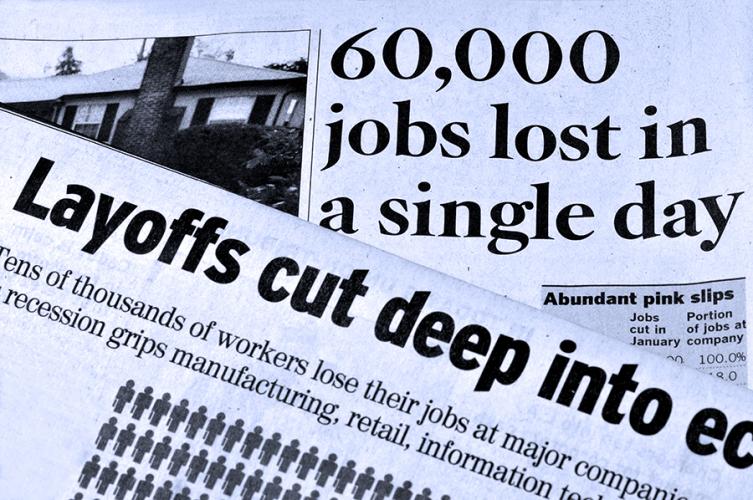 60,000
jobs lost in
a single day
Layoffs cut deep into ec
Tens of thousands of workers lose their jobs at major
recession grips manufacturing, retail, information
Abundant pink slips
Jobs Portion
cut in of jobs at
January company
100.0%